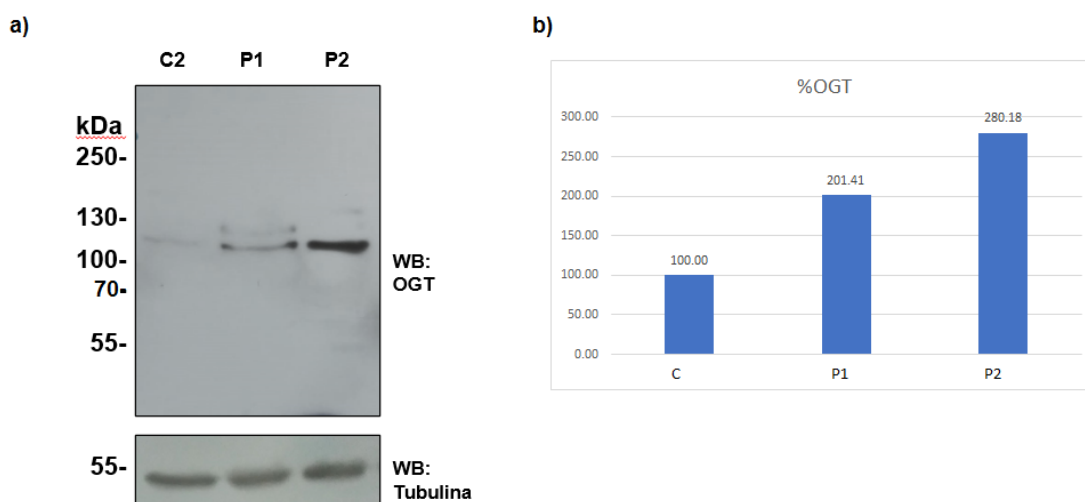 a)
C2 P1 P2
kDa
250-
130-
100-
70-
55-
WB:
OGT
55-
WB:
Tubulina
b)
%OGT
300.00
250.00
200.00
150.00
100.00
50.00
0.00
100.00
201.41
280.18
C P1 P2